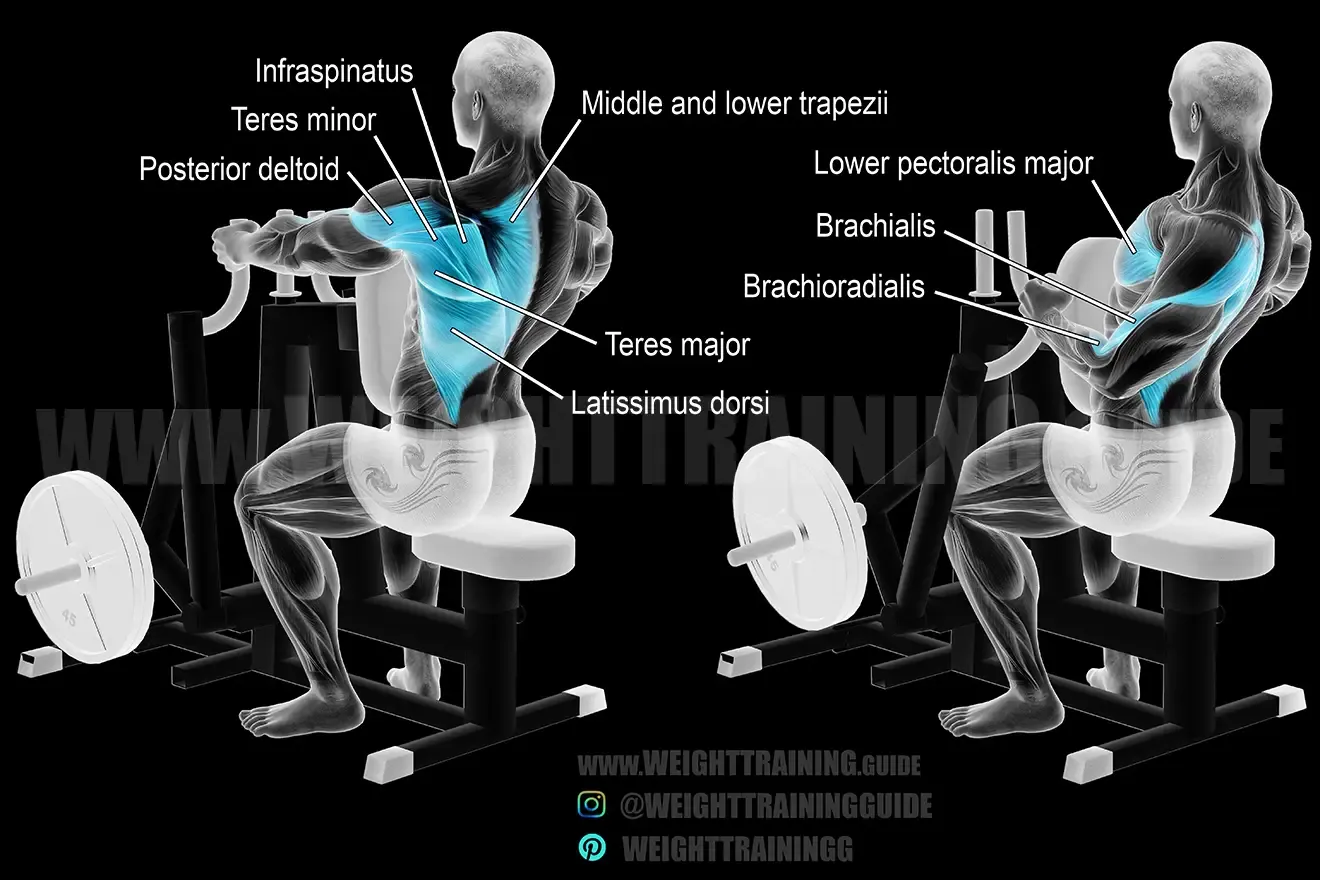 Infraspinatus
Teres minor
Posterior deltoid
Middle and lower trapezii
Teres major
Latissimus dorsi
Lower pectoralis major
Brachialis
Brachioradialis
WWW.WEIGHTTRAINING.GUIDE
45
WWW.WEIGHTTRAINING.GUIDE
@WEIGHTTRAININGGUIDE
WEIGHTTRAININGG